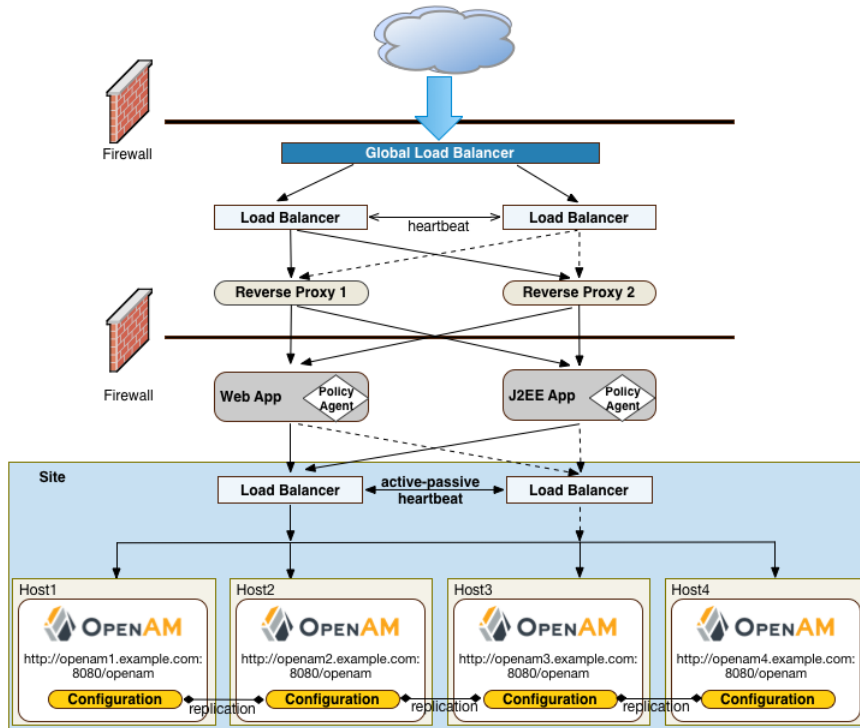 Firewall
Global Load Balancer
Load Balancer
heartbeat
Load Balancer
Reverse Proxy 1
Reverse Proxy 2
Firewall
Web App
Policy
Agent
J2EE App
Policy
Agent
Site
Load Balancer
active-passive
heartbeat
Load Balancer
Host1
OPENAM
http://openam1.example.com:
8080/openam
Configuration
replication
Host2
OPENAM
http://openam2.example.com:
8080/openam
Configuration
replication
Host3
OPENAM
http://openam3.example.com:
8080/openam
Configuration
replication
Host4
OPENAM
http://openam4.example.com:
8080/openam
Configuration